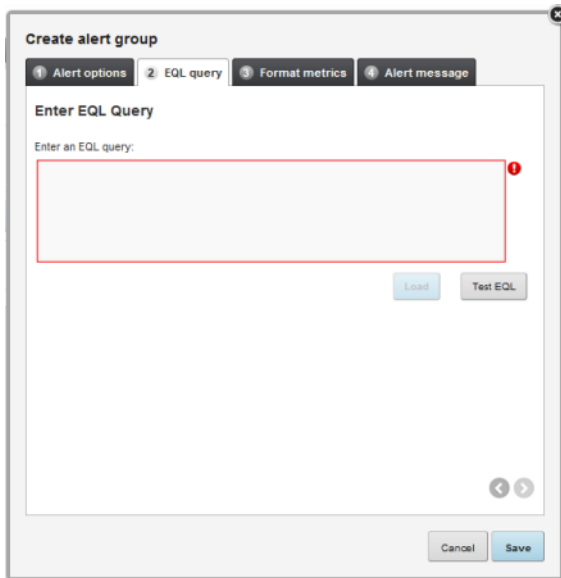 Create alert group
1 Alert options 2 EQL query 3 Format metrics 4 Alert message
Enter EQL Query
Enter an EQL query:
Load Test EQL
Cancel Save